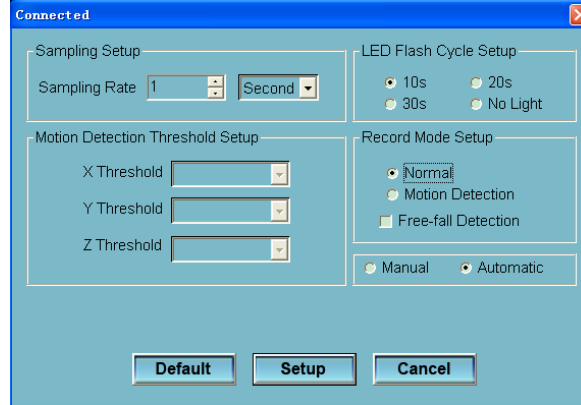 Connected
Sampling Setup
Sampling Rate 1 Second
LED Flash Cycle Setup
10s 20s
30s No Light
Motion Detection Threshold Setup
X Threshold
Y Threshold
Z Threshold
Record Mode Setup
Normal
Motion Detection
Free-fall Detection
Manual Automatic
Default Setup Cancel